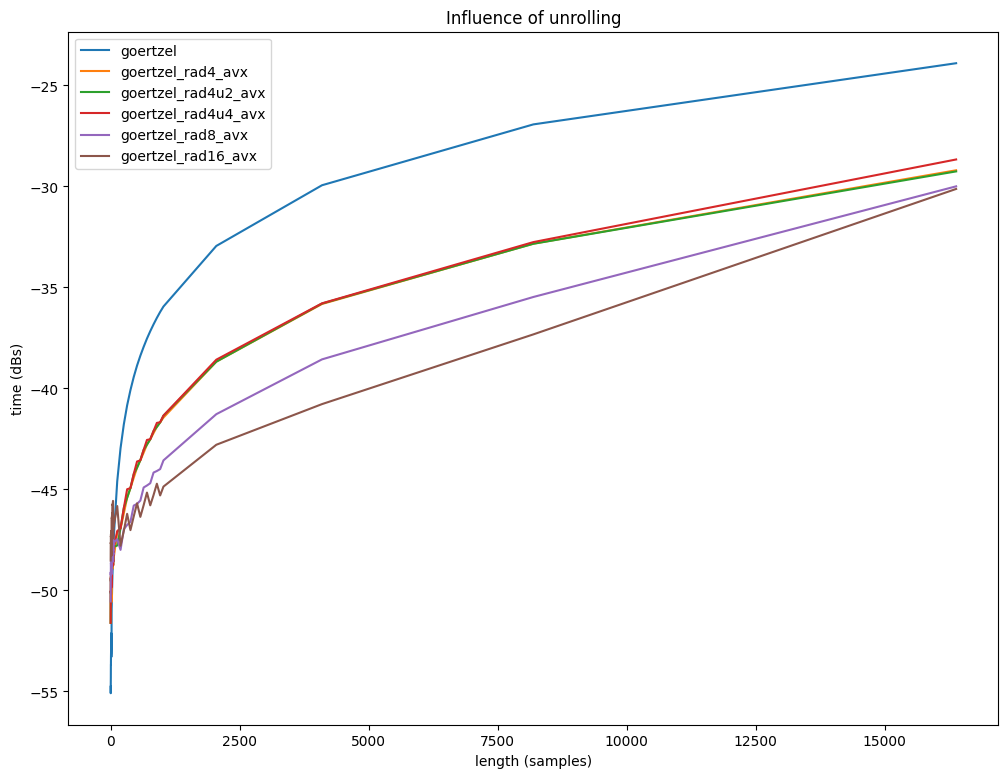 Influence of unrolling
goertzel
goertzel_rad4_avx
goertzel_rad4u2_avx
goertzel_rad4u4_avx
goertzel_rad8_avx
goertzel_rad16_avx
time (dBs)
−25
−30
−35
−40
−45
−50
−55
0
2500
5000
7500
10000
12500
15000
length (samples)